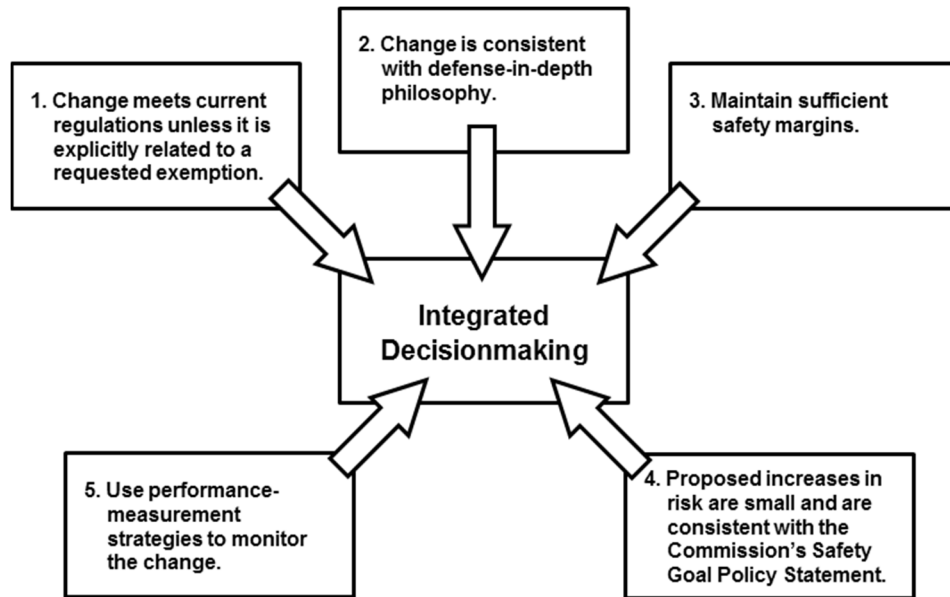 1. Change meets current
regulations unless it is
explicitly related to a
requested exemption.
2. Change is consistent
with defense-in-depth
philosophy.
3. Maintain sufficient
safety margins.
Integrated
Decisionmaking
5. Use performance-
measurement
strategies to monitor
the change.
4. Proposed increases in
risk are small and are
consistent with the
Commission's Safety
Goal Policy Statement.